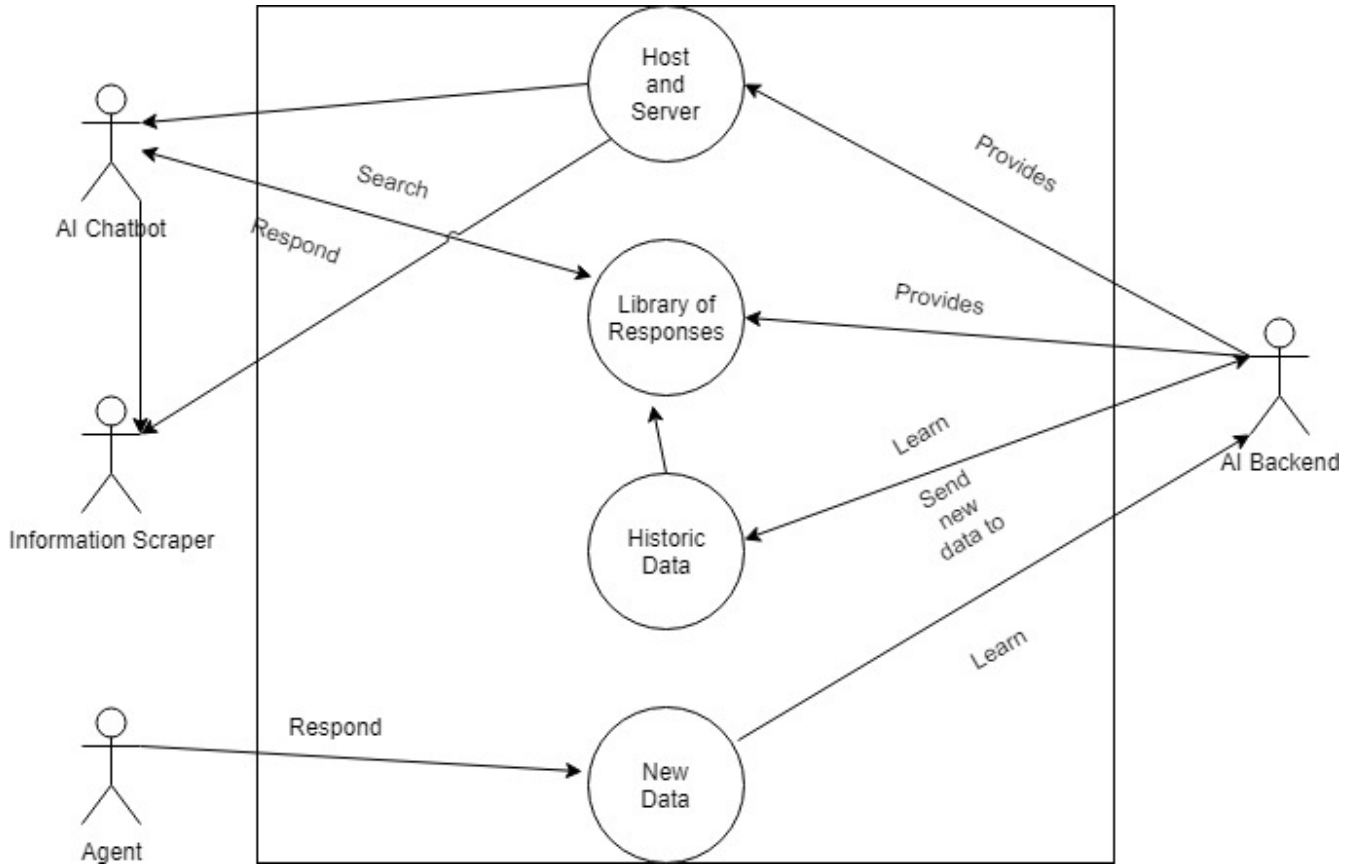 Host
and
Server
Provides
Search
AI Chatbot
Respond
Library of
Responses
Provides
Learn
AI Backend
Send
new
data to
Information Scraper
Historic
Data
Learn
Respond
New
Data
Agent